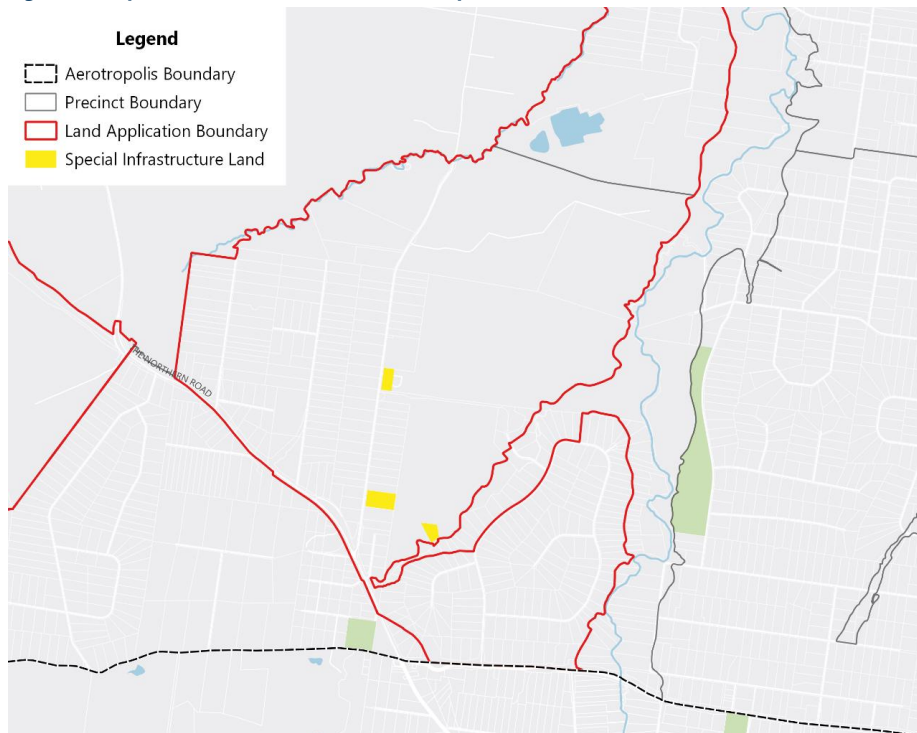 Legend
Aerotropolis Boundary
Precinct Boundary
Land Application Boundary
Special Infrastructure Land
THE NORTHERN ROAD